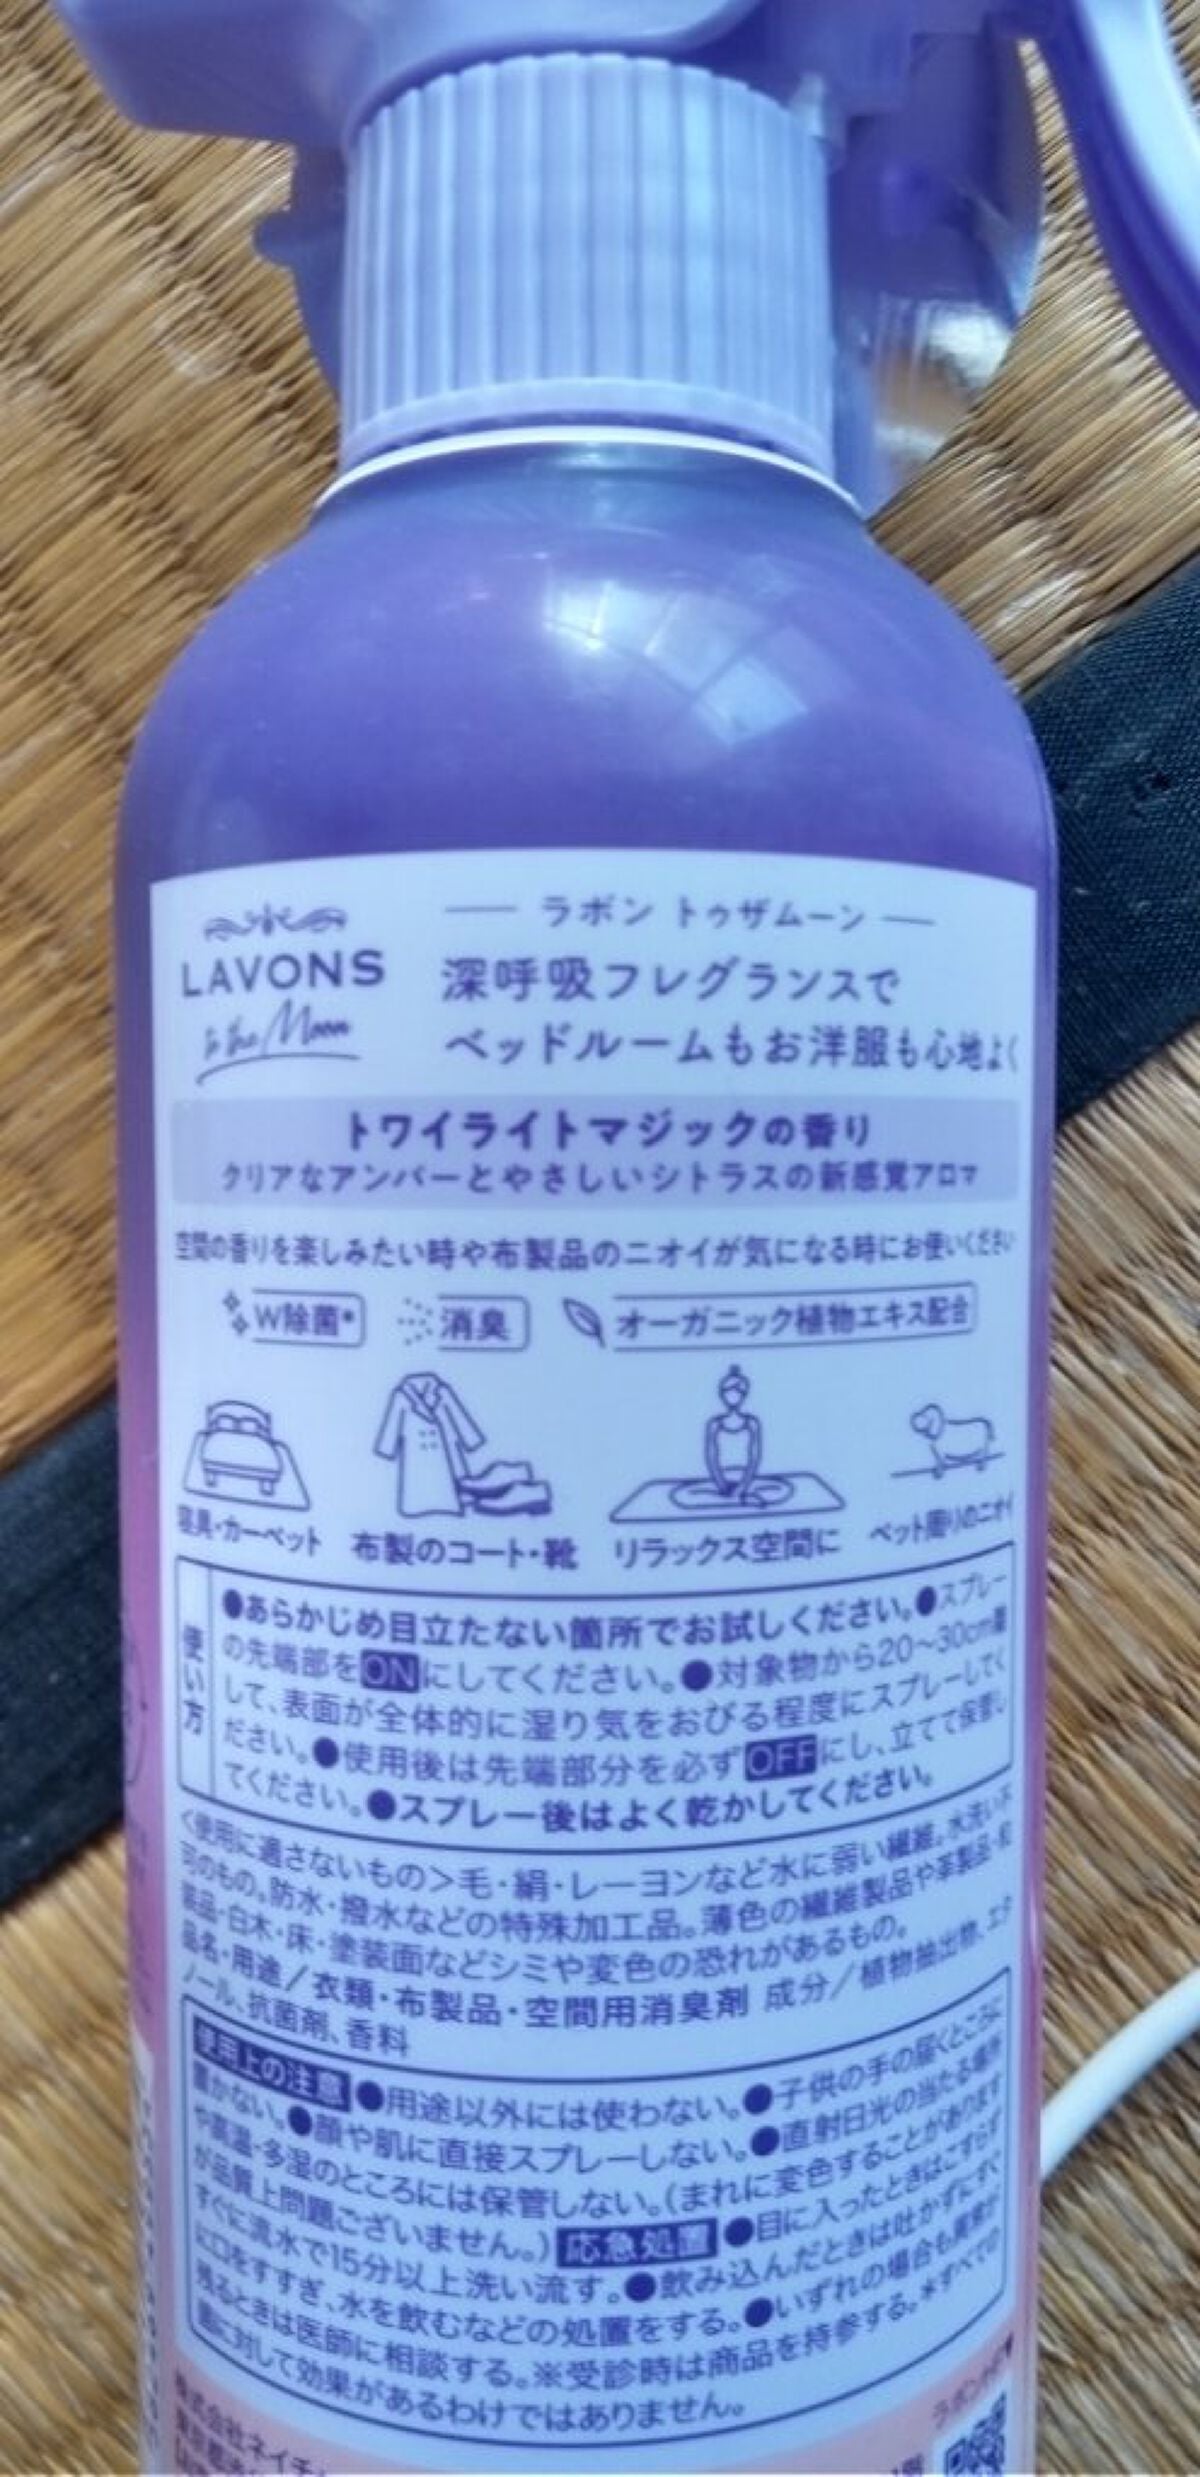 LAVONS
to the Moon
ラボン トゥザムーン
深呼吸フレグランスで
ベッドルームもお洋服も心地よく
トワイライトマジックの香り
クリアなアンバーとやさしいシトラスの新感覚アロマ
空間の香りを楽しみたい時や布製品のニオイが気になる時にお使いください
W除菌* 消臭 オーガニック植物エキス配合
寝具・カーペット 布製のコート・靴 リラックス空間に ペット周りのニオイ
使い方
●あらかじめ目立たない箇所でお試しください。●スプレー
の先端部をONにしてください。●対象物から20～30cm離
して、表面が全体的に湿り気をおびる程度にスプレーしてく
ださい。●使用後は先端部分を必ずOFFにし、立てて保管し
てください。●スプレー後はよく乾かしてください。
<使用に適さないもの>毛・絹・レーヨンなど水に弱い繊維。水洗い不
可のもの。防水・撥水などの特殊加工品。薄色の繊維製品や革製品・和
装品・白木・床・塗装面などシミや変色の恐れがあるもの。
品名・用途/衣類・布製品・空間用消臭剤 成分/植物抽出物、エタ
ノール、抗菌剤、香料
使用上の注意 ●用途以外には使わない。●子供の手の届くところに
置かない。●顔や肌に直接スプレーしない。●直射日光の当たる場所
や高温・多湿のところには保管しない。(まれに変色することがあります
が品質上問題ございません。) 応急処置 ●目に入ったときはこすらず
すぐに流水で15分以上洗い流す。●飲み込んだときは吐かずにすぐ
に口をすすぎ、水を飲むなどの処置をする。●いずれの場合も異常が
残るときは医師に相談する。※受診時は商品を持参する。*すべての
菌に対して効果があるわけではありません。
株式会社ネイチ